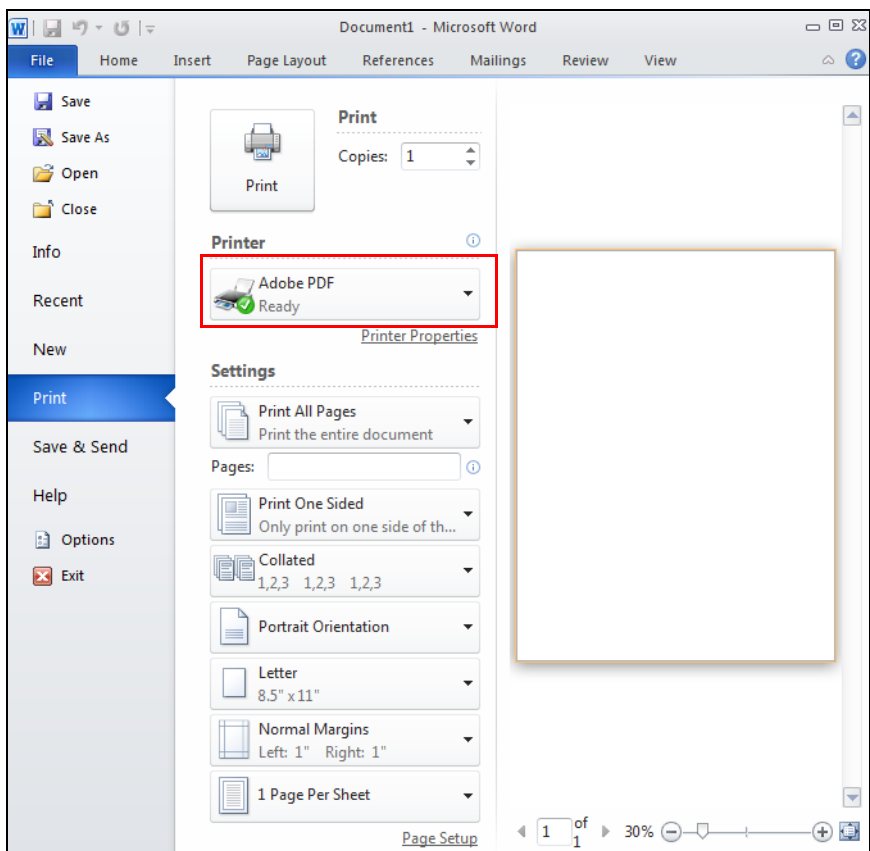 Document1 - Microsoft Word
File Home Insert Page Layout References Mailings Review View
Save
Save As
Open
Close
Info
Recent
New
Print
Save & Send
Help
Options
Exit
Print
Print
Copies: 1
Printer
Adobe PDF
Ready
Printer Properties
Settings
Print All Pages
Print the entire document
Pages:
Print One Sided
Only print on one side of th...
Collated
1,2,3 1,2,3 1,2,3
Portrait Orientation
Letter
8.5" x 11"
Normal Margins
Left: 1" Right: 1"
1 Page Per Sheet
Page Setup
1 of 1 30%